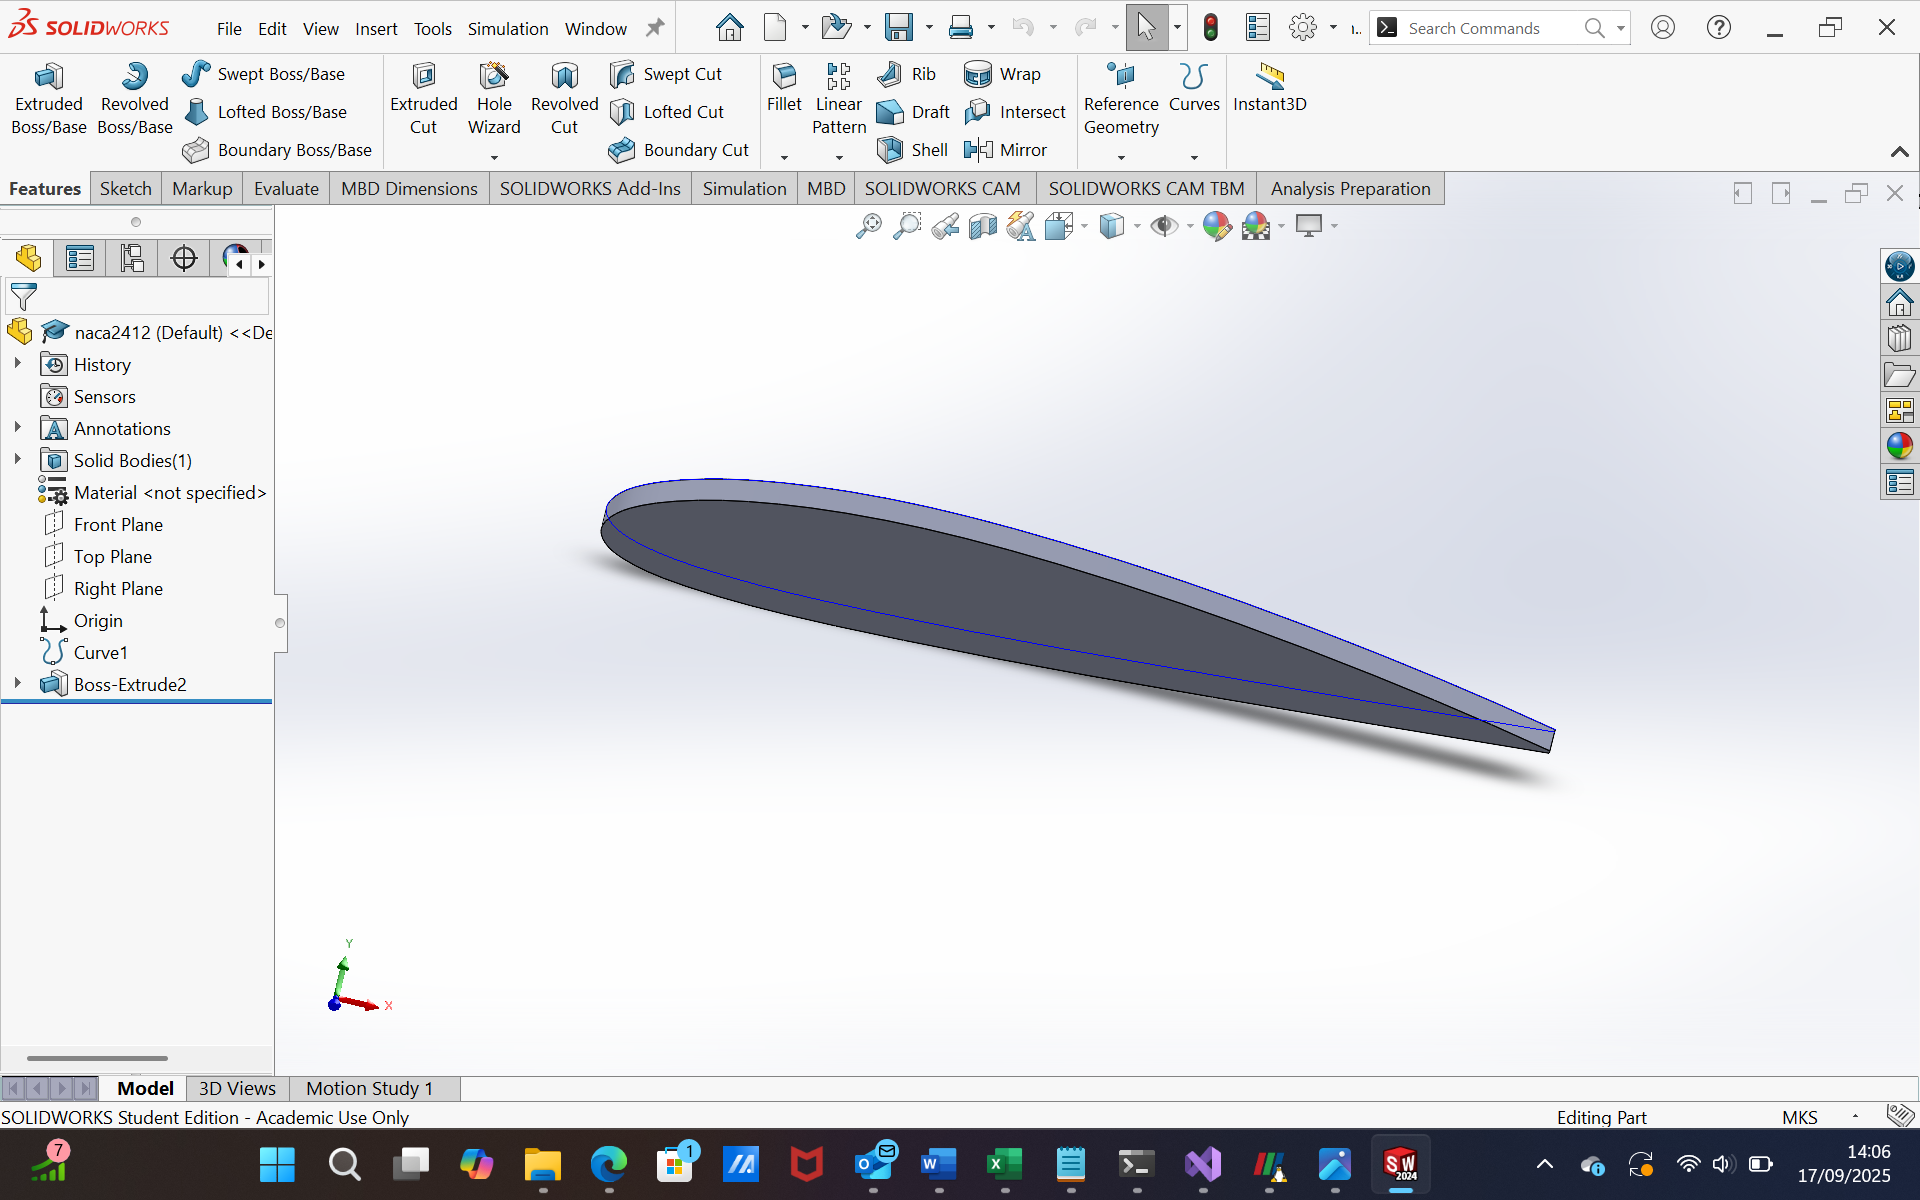 SOLIDWORKS File Edit View Insert Tools Simulation Window ı.. Search Commands
Extruded Boss/Base
Revolved Boss/Base
Swept Boss/Base
Lofted Boss/Base
Boundary Boss/Base
Extruded Cut
Hole Wizard
Revolved Cut
Swept Cut
Lofted Cut
Boundary Cut
Fillet
Linear Pattern
Rib
Draft
Shell
Wrap
Intersect
Mirror
Reference Geometry
Curves
Instant3D
Features Sketch Markup Evaluate MBD Dimensions SOLIDWORKS Add-Ins Simulation MBD SOLIDWORKS CAM SOLIDWORKS CAM TBM Analysis Preparation
naca2412 (Default) <<De
History
Sensors
Annotations
Solid Bodies(1)
Material <not specified>
Front Plane
Top Plane
Right Plane
Origin
Curve1
Boss-Extrude2
Y
X
Model 3D Views Motion Study 1
SOLIDWORKS Student Edition - Academic Use Only Editing Part MKS
7
1
SW
2024
14:06
17/09/2025